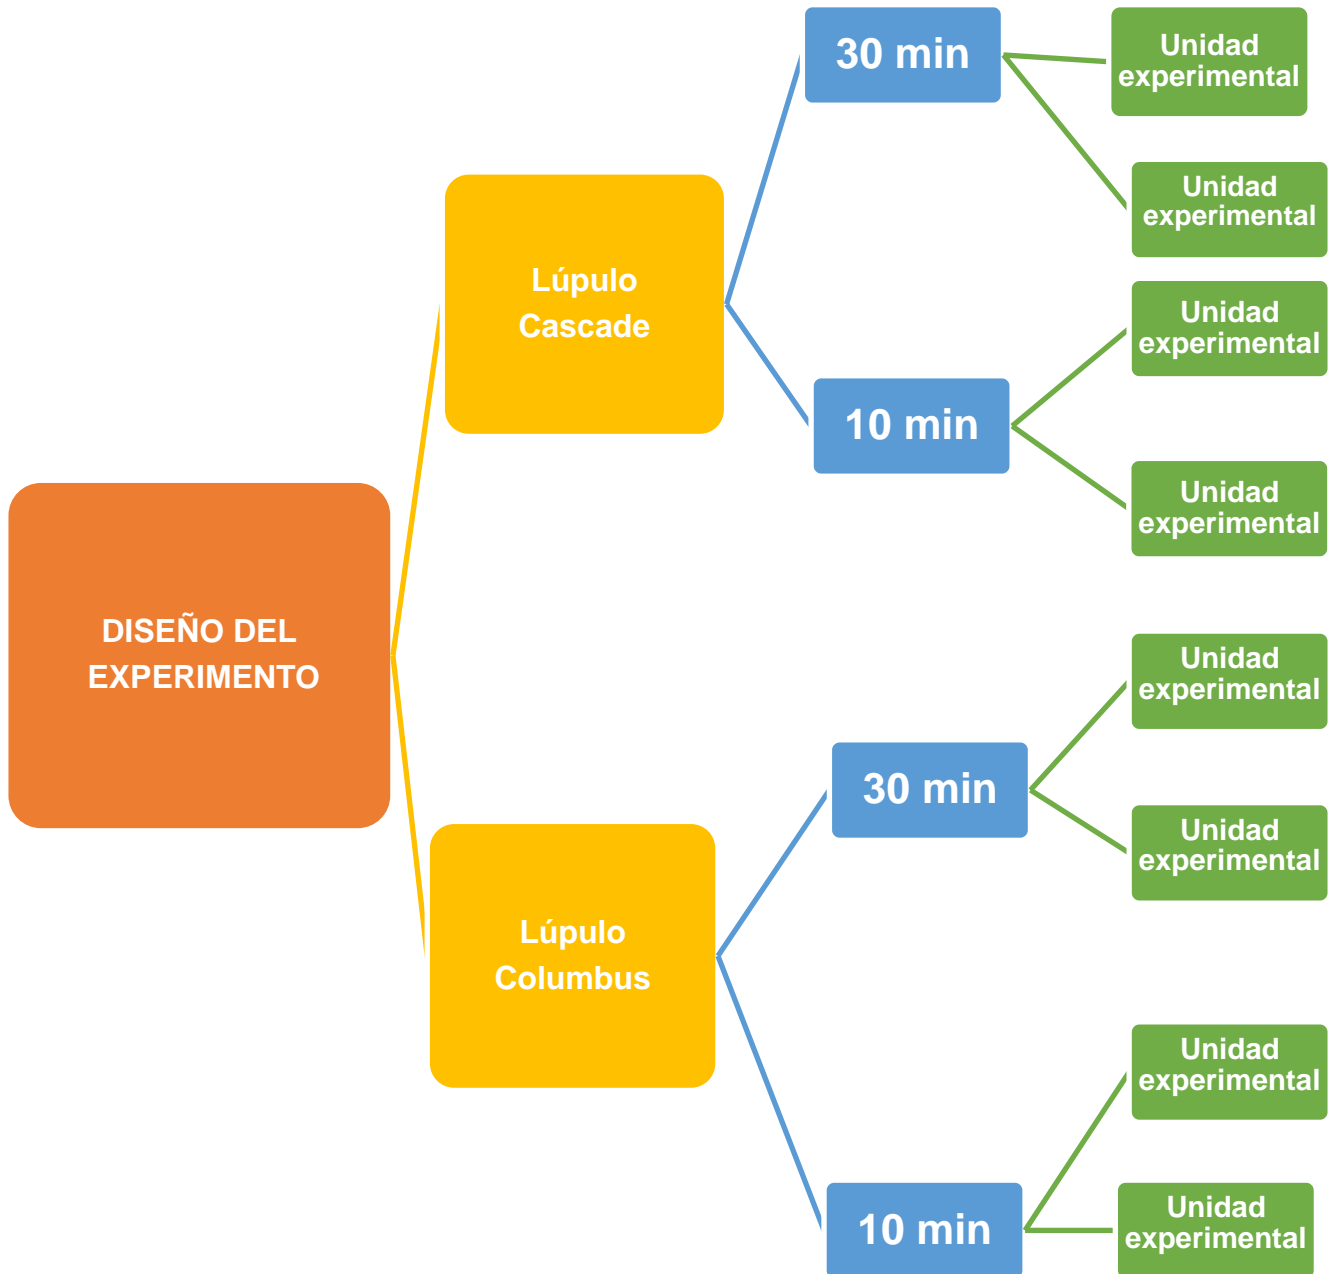 30 min
Unidad
experimental
Unidad
experimental
Lúpulo
Cascade
Unidad
experimental
10 min
Unidad
experimental
DISEÑO DEL
EXPERIMENTO
Unidad
experimental
30 min
Unidad
experimental
Lúpulo
Columbus
Unidad
experimental
10 min
Unidad
experimental